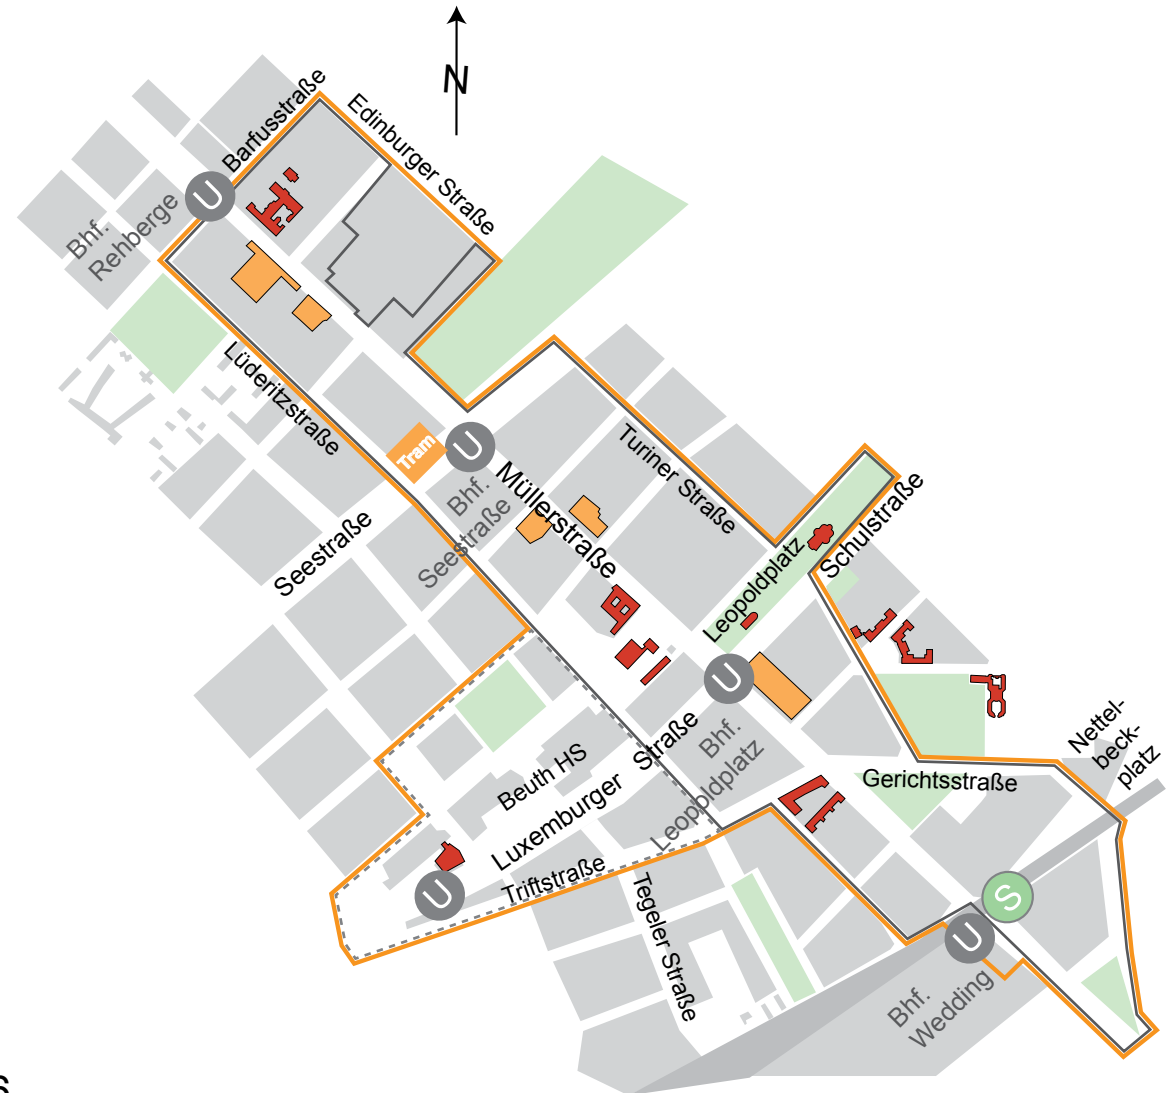 N
Barfusstraße
Edinburger Straße
U
Bhf.
Rehberge
Lüderitzstraße
Tram
U
Bhf.
Seestraße
Müllerstraße
Turiner Straße
Seestraße
Leopoldplatz
Schulstraße
U
Bhf.
Leopoldplatz
Nettel-
beck-
platz
Gerichtsstraße
Beuth HS
Luxemburger Straße
U
Triftstraße
Tegeler Straße
S
U
Bhf.
Wedding